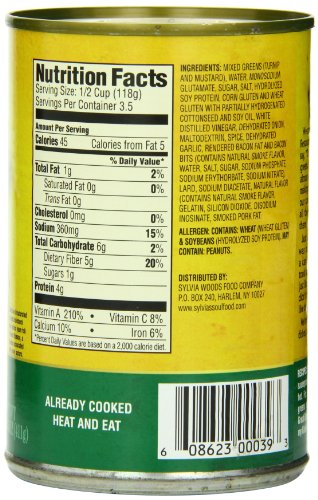 Nutrition Facts
Serving Size: 1/2 Cup (118g)
Servings Per Container 3.5
Amount Per Serving
Calories 45 Calories from Fat 5
% Daily Value*
Total Fat 1g 2%
Saturated Fat 0g 0%
Trans Fat 0g
Cholesterol 0mg 0%
Sodium 360mg 15%
Total Carbohydrate 6g 2%
Dietary Fiber 5g 20%
Sugars 1g
Protein 4g
Vitamin A 210% • Vitamin C 8%
Calcium 10% • Iron 6%
*Percent Daily Values are based on a 2,000 calorie diet.
INGREDIENTS: MIXED GREENS (TURNIP
AND MUSTARD), WATER, MONOSODIUM
GLUTAMATE, SUGAR, SALT, HYDROLYZED
SOY PROTEIN, CORN GLUTEN AND WHEAT
GLUTEN WITH PARTIALLY HYDROGENATED
COTTONSEED AND SOY OIL, WHITE
DISTILLED VINEGAR, DEHYDRATED ONION,
MALTODEXTRIN, SPICE, DEHYDRATED
GARLIC, RENDERED BACON FAT AND BACON
BITS (CONTAINS NATURAL SMOKE FLAVOR,
WATER, SALT, SUGAR, SODIUM PHOSPHATE,
SODIUM ERYTHORBATE, SODIUM NITRATE),
LARD, SODIUM DIACETATE, NATURAL FLAVOR
(CONTAINS NATURAL SMOKE FLAVOR,
GELATIN, SILICON DIOXIDE, DISODIUM
INOSINATE, SMOKED PORK FAT
ALLERGEN: CONTAINS: WHEAT (WHEAT GLUTEN)
& SOYBEANS (HYDROLYZED SOY PROTEIN), MAY
CONTAIN: PEANUTS.
DISTRIBUTED BY:
SYLVIA WOODS FOOD COMPANY
P.O. BOX 240, HARLEM, NY 10027
www.sylviassoulfood.com
ALREADY COOKED
HEAT AND EAT
6 08623 00039 3